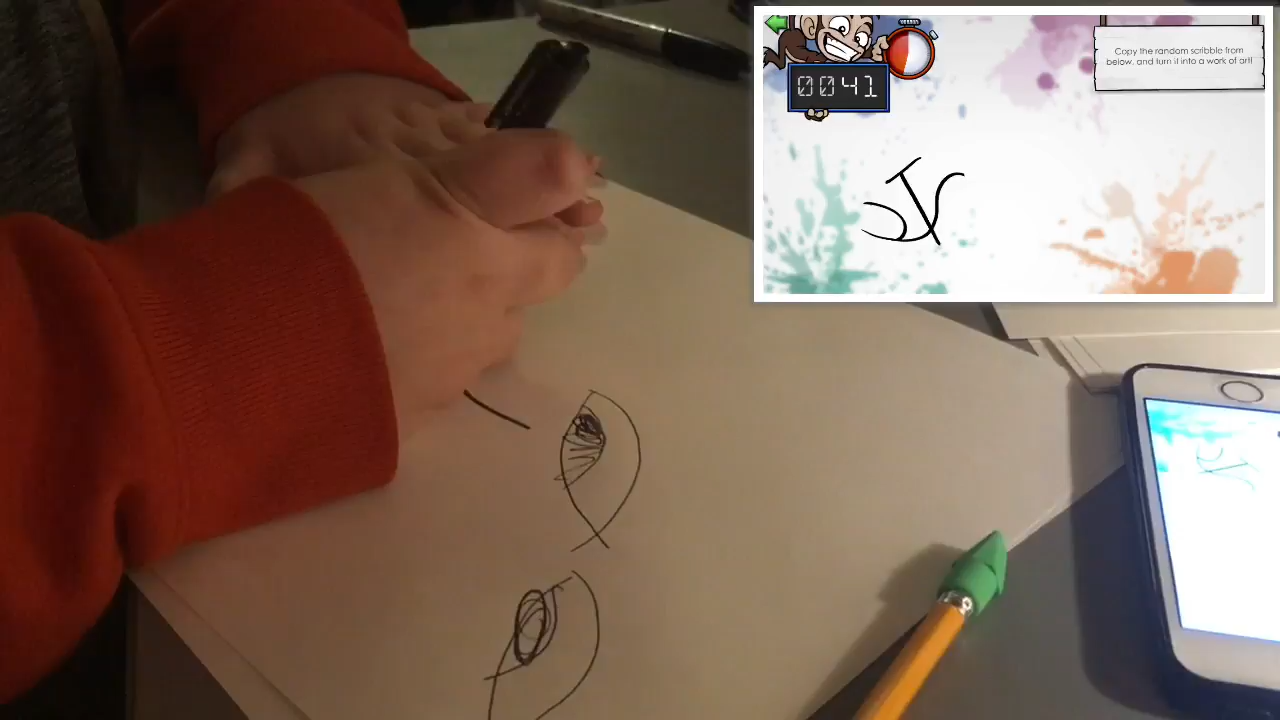 0041
Copy the random scribble from
below, and turn it into a work of art!